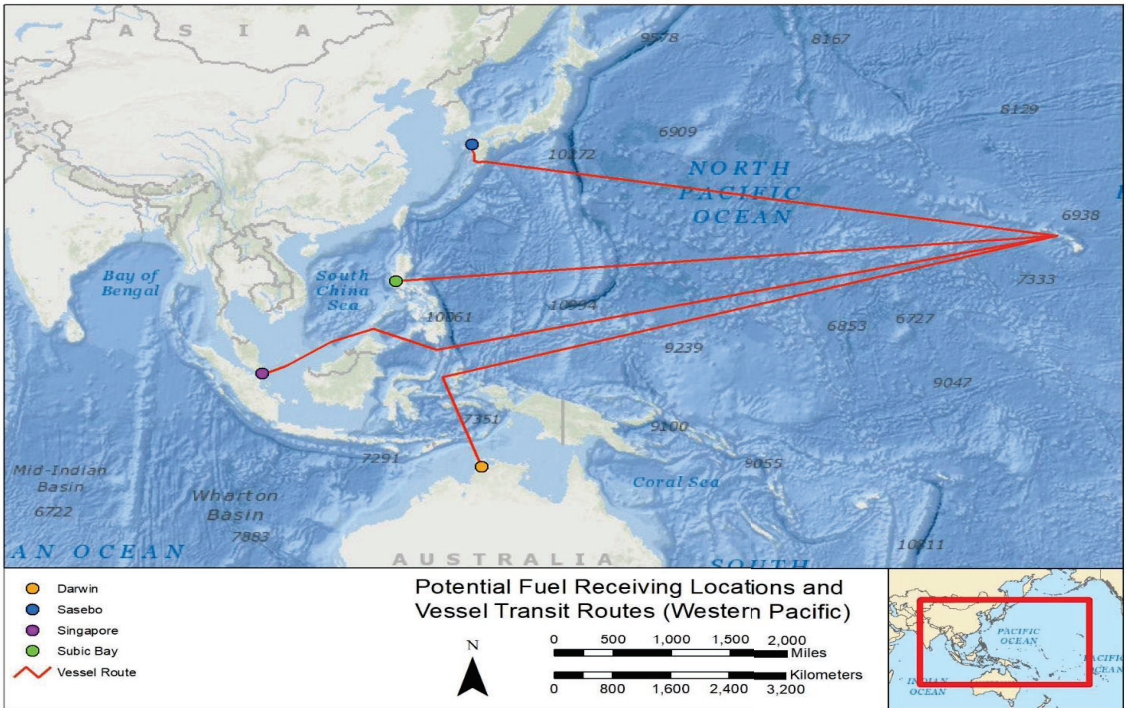 A S I A
9578
8167
8129
6909
10272
NORTH
PACIFIC
OCEAN
6938
Bay of
Bengal
South
China
Sea
7333
10061
10994
6853
6727
9239
9047
7351
9100
7291
9055
Mid-Indian
Basin
Wharton
Basin
Coral Sea
6722
7883
10811
AN OCEAN
AUSTRALIA
SOUTH
Darwin
Sasebo
Singapore
Subic Bay
Vessel Route
Potential Fuel Receiving Locations and
Vessel Transit Routes (Western Pacific)
N
0 500 1,000 1,500 2,000
Miles
Kilometers
0 800 1,600 2,400 3,200
PACIFIC
OCEAN
PACIFIC
OCEAN
INDIAN
OCEAN